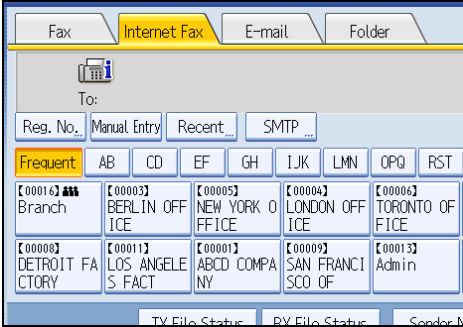 Fax Internet Fax E-mail Folder
To:
Reg. No. Manual Entry Recent SMTP
Frequent AB CD EF GH IJK LMN OPQ RST
【00016】 【00003】 【00005】 【00004】 【00006】
Branch BERLIN OFF NEW YORK O LONDON OFF TORONTO OF
ICE FFICE ICE FICE
【00008】 【00011】 【00001】 【00009】 【00013】
DETROIT FA LOS ANGELE ABCD COMPA SAN FRANCI Admin
CTORY S FACT NY SCO OF
TX File Status RX File Status Sender N